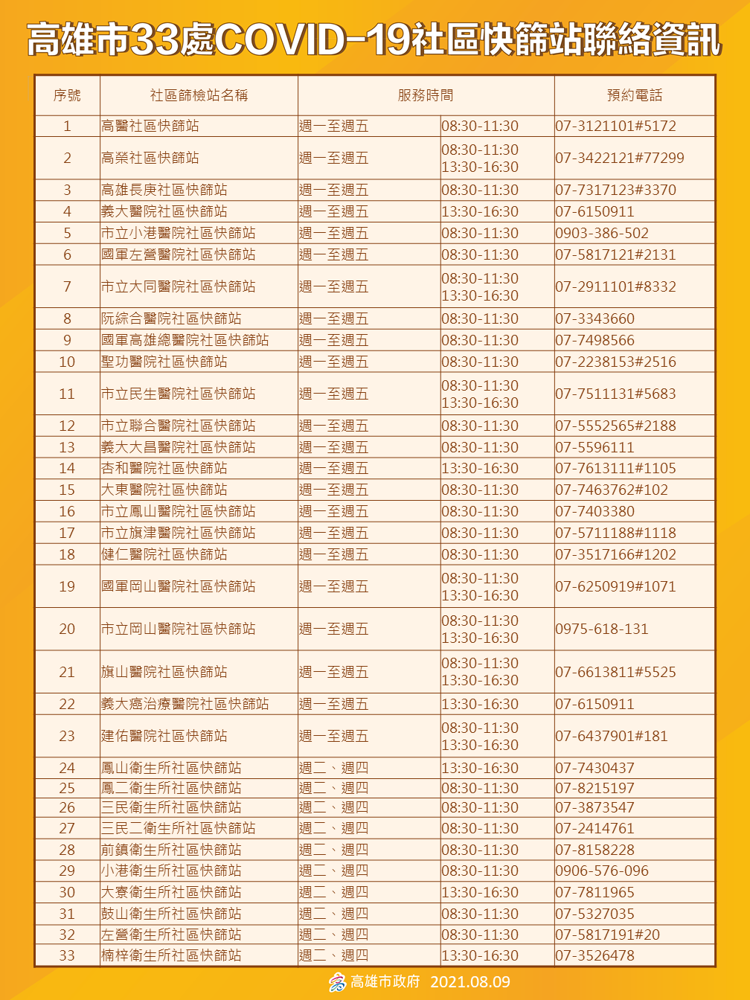 高雄市33處COVID-19社區快篩站聯絡資訊
序號 社區篩檢站名稱 服務時間 預約電話
1 高醫社區快篩站 週一至週五 08:30-11:30 07-3121101#5172
2 高榮社區快篩站 週一至週五 08:30-11:30 13:30-16:30 07-3422121#77299
3 高雄長庚社區快篩站 週一至週五 08:30-11:30 07-7317123#3370
4 義大醫院社區快篩站 週一至週五 13:30-16:30 07-6150911
5 市立小港醫院社區快篩站 週一至週五 08:30-11:30 0903-386-502
6 國軍左營醫院社區快篩站 週一至週五 08:30-11:30 07-5817121#2131
7 市立大同醫院社區快篩站 週一至週五 08:30-11:30 13:30-16:30 07-2911101#8332
8 阮綜合醫院社區快篩站 週一至週五 08:30-11:30 07-3343660
9 國軍高雄總醫院社區快篩站 週一至週五 08:30-11:30 07-7498566
10 聖功醫院社區快篩站 週一至週五 08:30-11:30 07-2238153#2516
11 市立民生醫院社區快篩站 週一至週五 08:30-11:30 13:30-16:30 07-7511131#5683
12 市立聯合醫院社區快篩站 週一至週五 08:30-11:30 07-5552565#2188
13 義大大昌醫院社區快篩站 週一至週五 08:30-11:30 07-5596111
14 杏和醫院社區快篩站 週一至週五 13:30-16:30 07-7613111#1105
15 大東醫院社區快篩站 週一至週五 08:30-11:30 07-7463762#102
16 市立鳳山醫院社區快篩站 週一至週五 08:30-11:30 07-7403380
17 市立旗津醫院社區快篩站 週一至週五 08:30-11:30 07-5711188#1118
18 健仁醫院社區快篩站 週一至週五 08:30-11:30 07-3517166#1202
19 國軍岡山醫院社區快篩站 週一至週五 08:30-11:30 13:30-16:30 07-6250919#1071
20 市立岡山醫院社區快篩站 週一至週五 08:30-11:30 13:30-16:30 0975-618-131
21 旗山醫院社區快篩站 週一至週五 08:30-11:30 13:30-16:30 07-6613811#5525
22 義大癌治療醫院社區快篩站 週一至週五 13:30-16:30 07-6150911
23 建佑醫院社區快篩站 週一至週五 08:30-11:30 13:30-16:30 07-6437901#181
24 鳳山衛生所社區快篩站 週二、週四 13:30-16:30 07-7430437
25 鳳二衛生所社區快篩站 週二、週四 08:30-11:30 07-8215197
26 三民衛生所社區快篩站 週二、週四 08:30-11:30 07-3873547
27 三民二衛生所社區快篩站 週二、週四 08:30-11:30 07-2414761
28 前鎮衛生所社區快篩站 週二、週四 08:30-11:30 07-8158228
29 小港衛生所社區快篩站 週二、週四 08:30-11:30 0906-576-096
30 大寮衛生所社區快篩站 週二、週四 13:30-16:30 07-7811965
31 鼓山衛生所社區快篩站 週二、週四 08:30-11:30 07-5327035
32 左營衛生所社區快篩站 週二、週四 08:30-11:30 07-5817191#20
33 楠梓衛生所社區快篩站 週二、週四 13:30-16:30 07-3526478
高雄市政府 2021.08.09